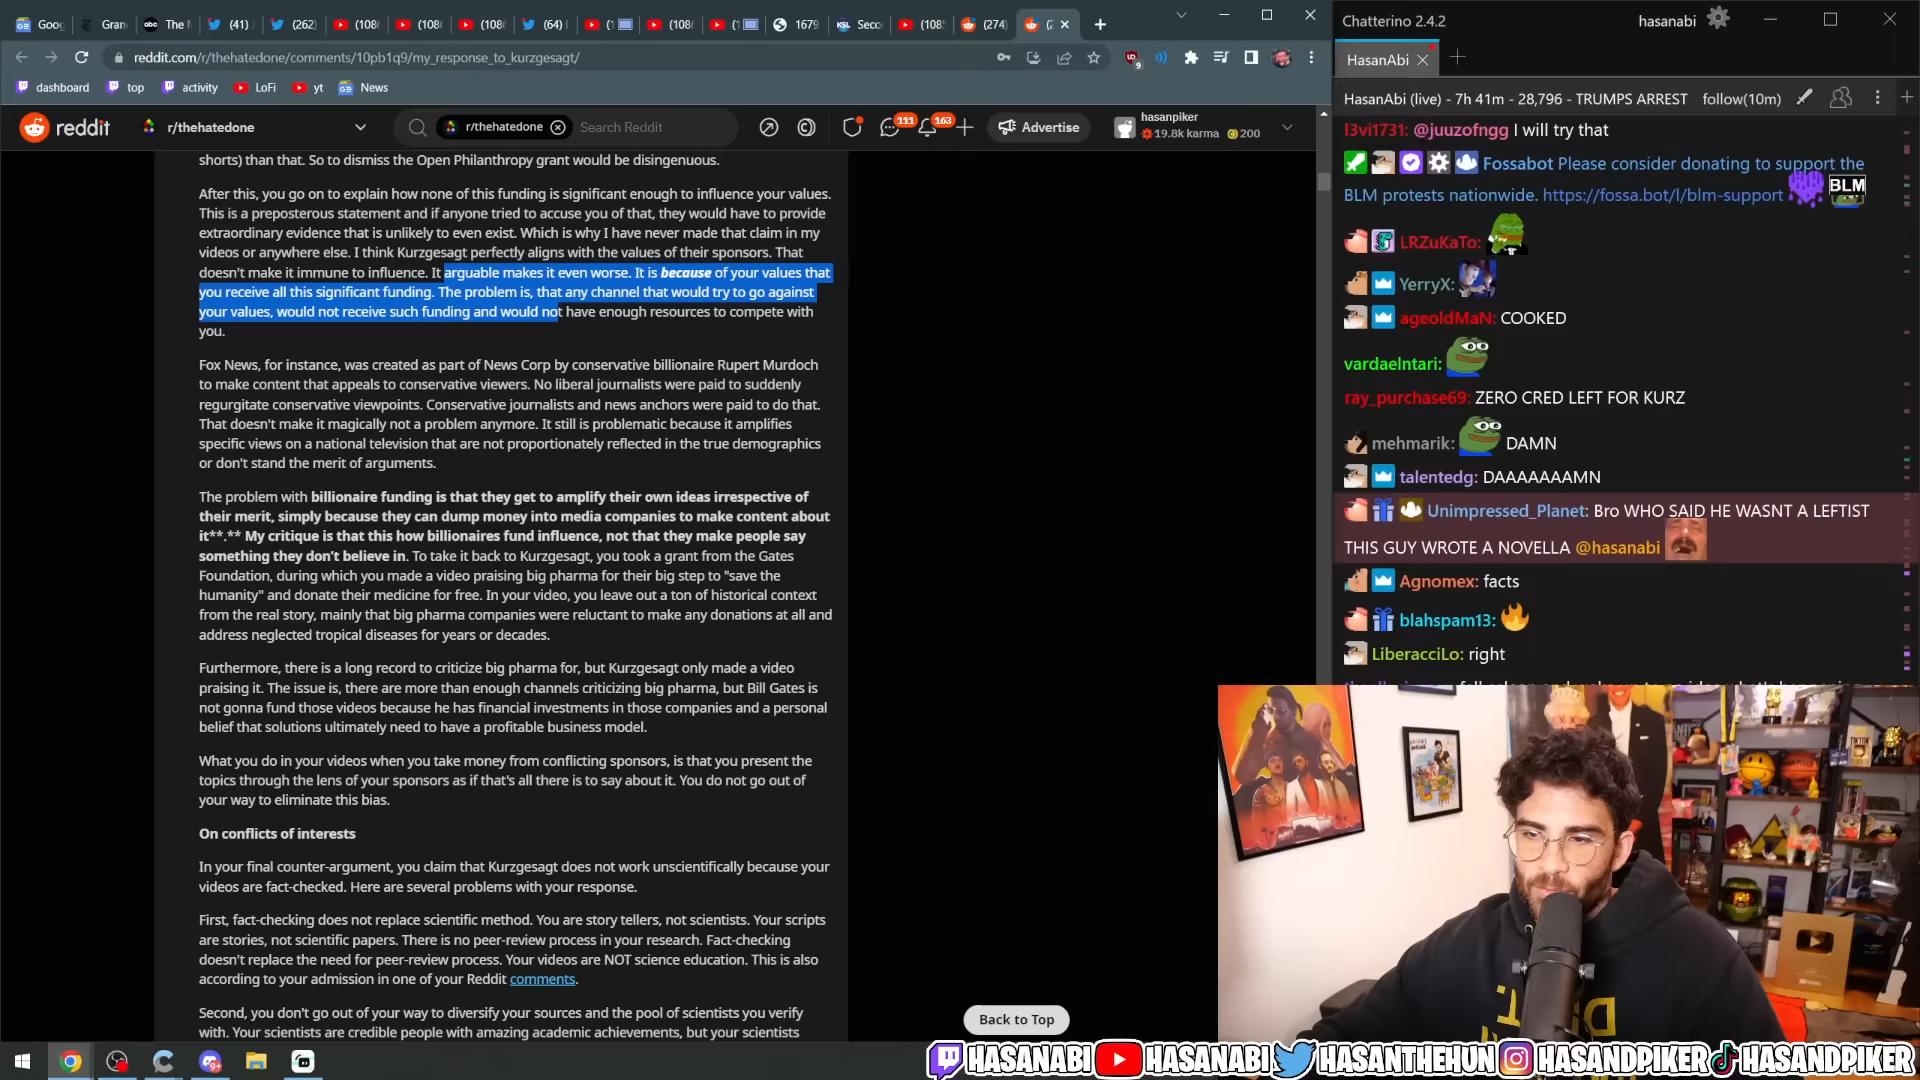 Goog
Gran
abc The M
(41)
(262)
(108
(108
(108
(64)
(1
(108
(1
1679
KSL Seco
(108
(274)
(2
reddit.com/r/thehatedone/comments/10pb1q9/my_response_to_kurzgesagt/
dashboard
top
activity
LoFi
yt
News
reddit
r/thehatedone
r/thehatedone
Search Reddit
111
163
Advertise
hasanpiker
19.8k karma
200
shorts) than that. So to dismiss the Open Philanthropy grant would be disingenuous.
After this, you go on to explain how none of this funding is significant enough to influence your values.
This is a preposterous statement and if anyone tried to accuse you of that, they would have to provide
extraordinary evidence that is unlikely to even exist. Which is why I have never made that claim in my
videos or anywhere else. I think Kurzgesagt perfectly aligns with the values of their sponsors. That
doesn't make it immune to influence. It arguable makes it even worse. It is because of your values that
you receive all this significant funding. The problem is, that any channel that would try to go against
your values, would not receive such funding and would not have enough resources to compete with
you.
Fox News, for instance, was created as part of News Corp by conservative billionaire Rupert Murdoch
to make content that appeals to conservative viewers. No liberal journalists were paid to suddenly
regurgitate conservative viewpoints. Conservative journalists and news anchors were paid to do that.
That doesn't make it magically not a problem anymore. It still is problematic because it amplifies
specific views on a national television that are not proportionately reflected in the true demographics
or don't stand the merit of arguments.
The problem with billionaire funding is that they get to amplify their own ideas irrespective of
their merit, simply because they can dump money into media companies to make content about
it**.** My critique is that this how billionaires fund influence, not that they make people say
something they don't believe in. To take it back to Kurzgesagt, you took a grant from the Gates
Foundation, during which you made a video praising big pharma for their big step to "save the
humanity" and donate their medicine for free. In your video, you leave out a ton of historical context
from the real story, mainly that big pharma companies were reluctant to make any donations at all and
address neglected tropical diseases for years or decades.
Furthermore, there is a long record to criticize big pharma for, but Kurzgesagt only made a video
praising it. The issue is, there are more than enough channels criticizing big pharma, but Bill Gates is
not gonna fund those videos because he has financial investments in those companies and a personal
belief that solutions ultimately need to have a profitable business model.
What you do in your videos when you take money from conflicting sponsors, is that you present the
topics through the lens of your sponsors as if that's all there is to say about it. You do not go out of
your way to eliminate this bias.
On conflicts of interests
In your final counter-argument, you claim that Kurzgesagt does not work unscientifically because your
videos are fact-checked. Here are several problems with your response.
First, fact-checking does not replace scientific method. You are story tellers, not scientists. Your scripts
are stories, not scientific papers. There is no peer-review process in your research. Fact-checking
doesn't replace the need for peer-review process. Your videos are NOT science education. This is also
according to your admission in one of your Reddit comments.
Second, you don't go out of your way to diversify your sources and the pool of scientists you verify
with. Your scientists are credible people with amazing academic achievements, but your scientists
Back to Top
Chatterino 2.4.2
hasanabi
HasanAbi
HasanAbi (live) - 7h 41m - 28,796 - TRUMPS ARREST
follow(10m)
l3vi1731: @juuzofngg I will try that
Fossabot Please consider donating to support the
BLM protests nationwide. https://fossa.bot/l/blm-support
BLM
LRZuKaTo:
YerryX:
ageoldMaN: COOKED
vardaelntari:
ray_purchase69: ZERO CRED LEFT FOR KURZ
mehmarik: DAMN
talentedg: DAAAAAAAMN
Unimpressed_Planet: Bro WHO SAID HE WASNT A LEFTIST
THIS GUY WROTE A NOVELLA @hasanabi
Agnomex: facts
blahspam13:
LiberacciLo: right
HASANABI HASANABI HASANTHEHUN HASANDPIKER HASANDPIKER